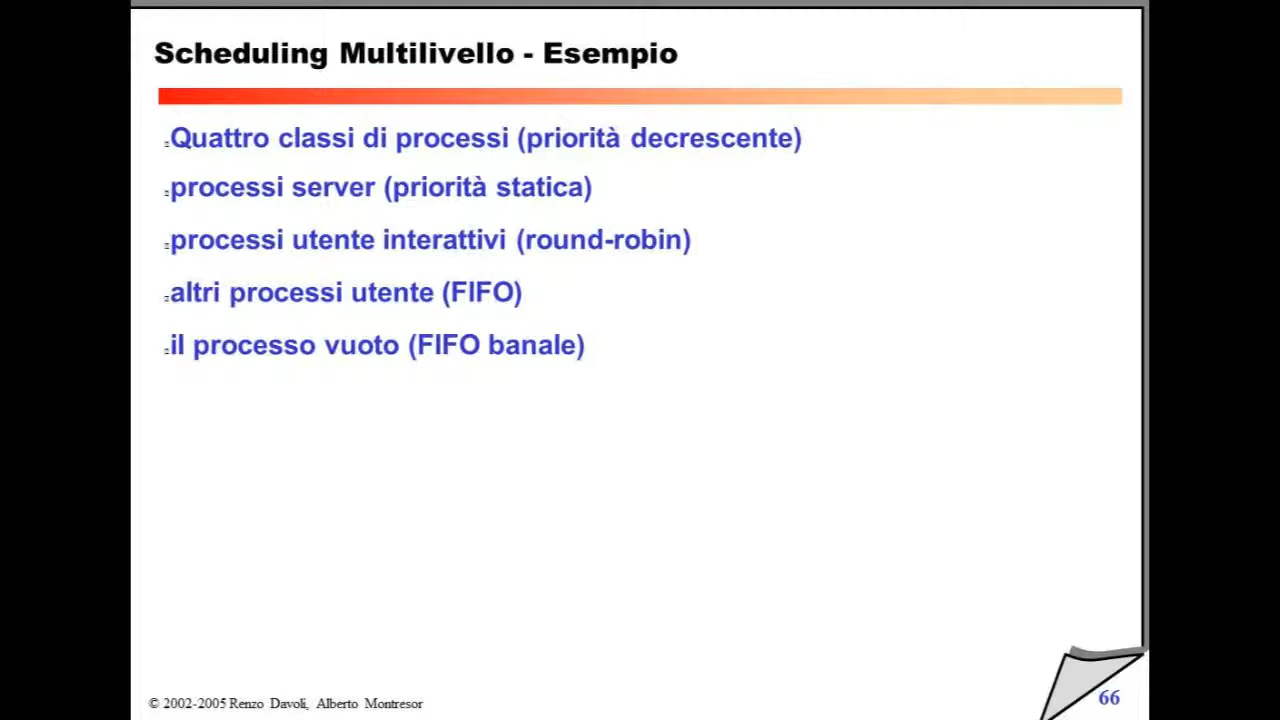 Scheduling Multilivello - Esempio
Quattro classi di processi (priorità decrescente)
processi server (priorità statica)
processi utente interattivi (round-robin)
altri processi utente (FIFO)
il processo vuoto (FIFO banale)
© 2002-2005 Renzo Davoli, Alberto Montresor
66